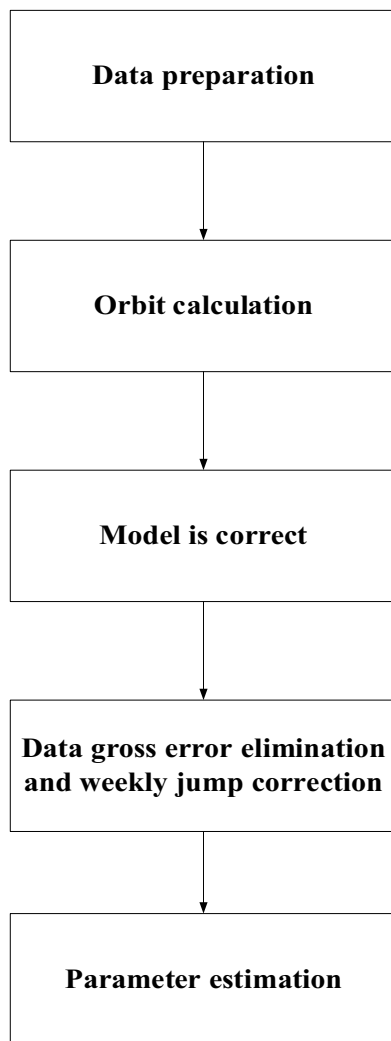 Data preparation
Orbit calculation
Model is correct
Data gross error elimination
and weekly jump correction
Parameter estimation